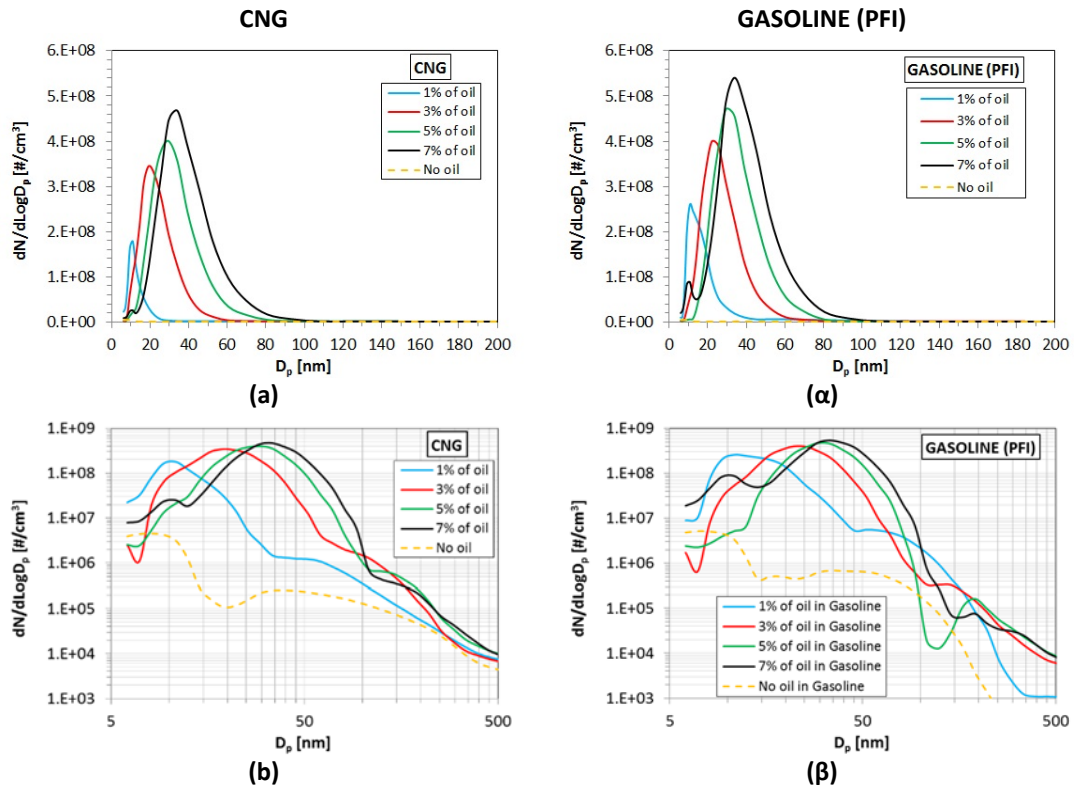 CNG
GASOLINE (PFI)
dN/dLogDp [#/cm³]
6.E+08
5.E+08
4.E+08
3.E+08
2.E+08
1.E+08
0.E+00
CNG
1% of oil
3% of oil
5% of oil
7% of oil
No oil
0 20 40 60 80 100 120 140 160 180 200
Dp [nm]
(a)
dN/dLogDp [#/cm³]
6.E+08
5.E+08
4.E+08
3.E+08
2.E+08
1.E+08
0.E+00
GASOLINE (PFI)
1% of oil
3% of oil
5% of oil
7% of oil
No oil
0 20 40 60 80 100 120 140 160 180 200
Dp [nm]
(α)
dN/dLogDp [#/cm³]
1.E+09
1.E+08
1.E+07
1.E+06
1.E+05
1.E+04
1.E+03
CNG
1% of oil
3% of oil
5% of oil
7% of oil
No oil
5 50 500
Dp [nm]
(b)
dN/dLogDp [#/cm³]
1.E+09
1.E+08
1.E+07
1.E+06
1.E+05
1.E+04
1.E+03
GASOLINE (PFI)
1% of oil in Gasoline
3% of oil in Gasoline
5% of oil in Gasoline
7% of oil in Gasoline
No oil in Gasoline
5 50 500
Dp [nm]
(β)